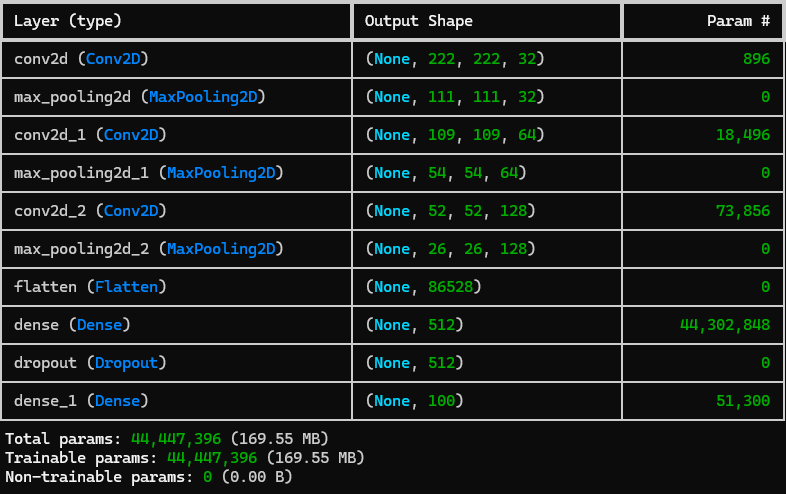 Layer (type) Output Shape Param #
conv2d (Conv2D) (None, 222, 222, 32) 896
max_pooling2d (MaxPooling2D) (None, 111, 111, 32) 0
conv2d_1 (Conv2D) (None, 109, 109, 64) 18,496
max_pooling2d_1 (MaxPooling2D) (None, 54, 54, 64) 0
conv2d_2 (Conv2D) (None, 52, 52, 128) 73,856
max_pooling2d_2 (MaxPooling2D) (None, 26, 26, 128) 0
flatten (Flatten) (None, 86528) 0
dense (Dense) (None, 512) 44,302,848
dropout (Dropout) (None, 512) 0
dense_1 (Dense) (None, 100) 51,300
Total params: 44,447,396 (169.55 MB)
Trainable params: 44,447,396 (169.55 MB)
Non-trainable params: 0 (0.00 B)